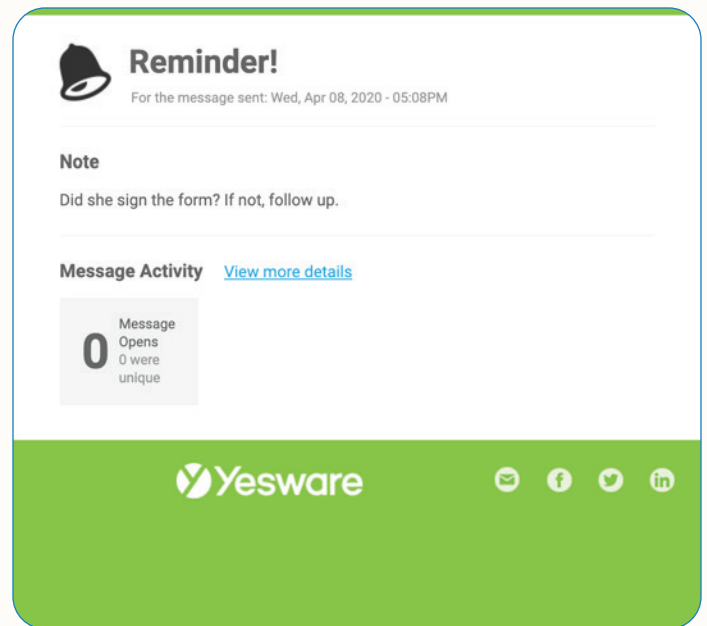 Reminder!
For the message sent: Wed, Apr 08, 2020 - 05:08PM
Note
Did she sign the form? If not, follow up.
Message Activity View more details
0 Message
Opens
0 were
unique
Yesware